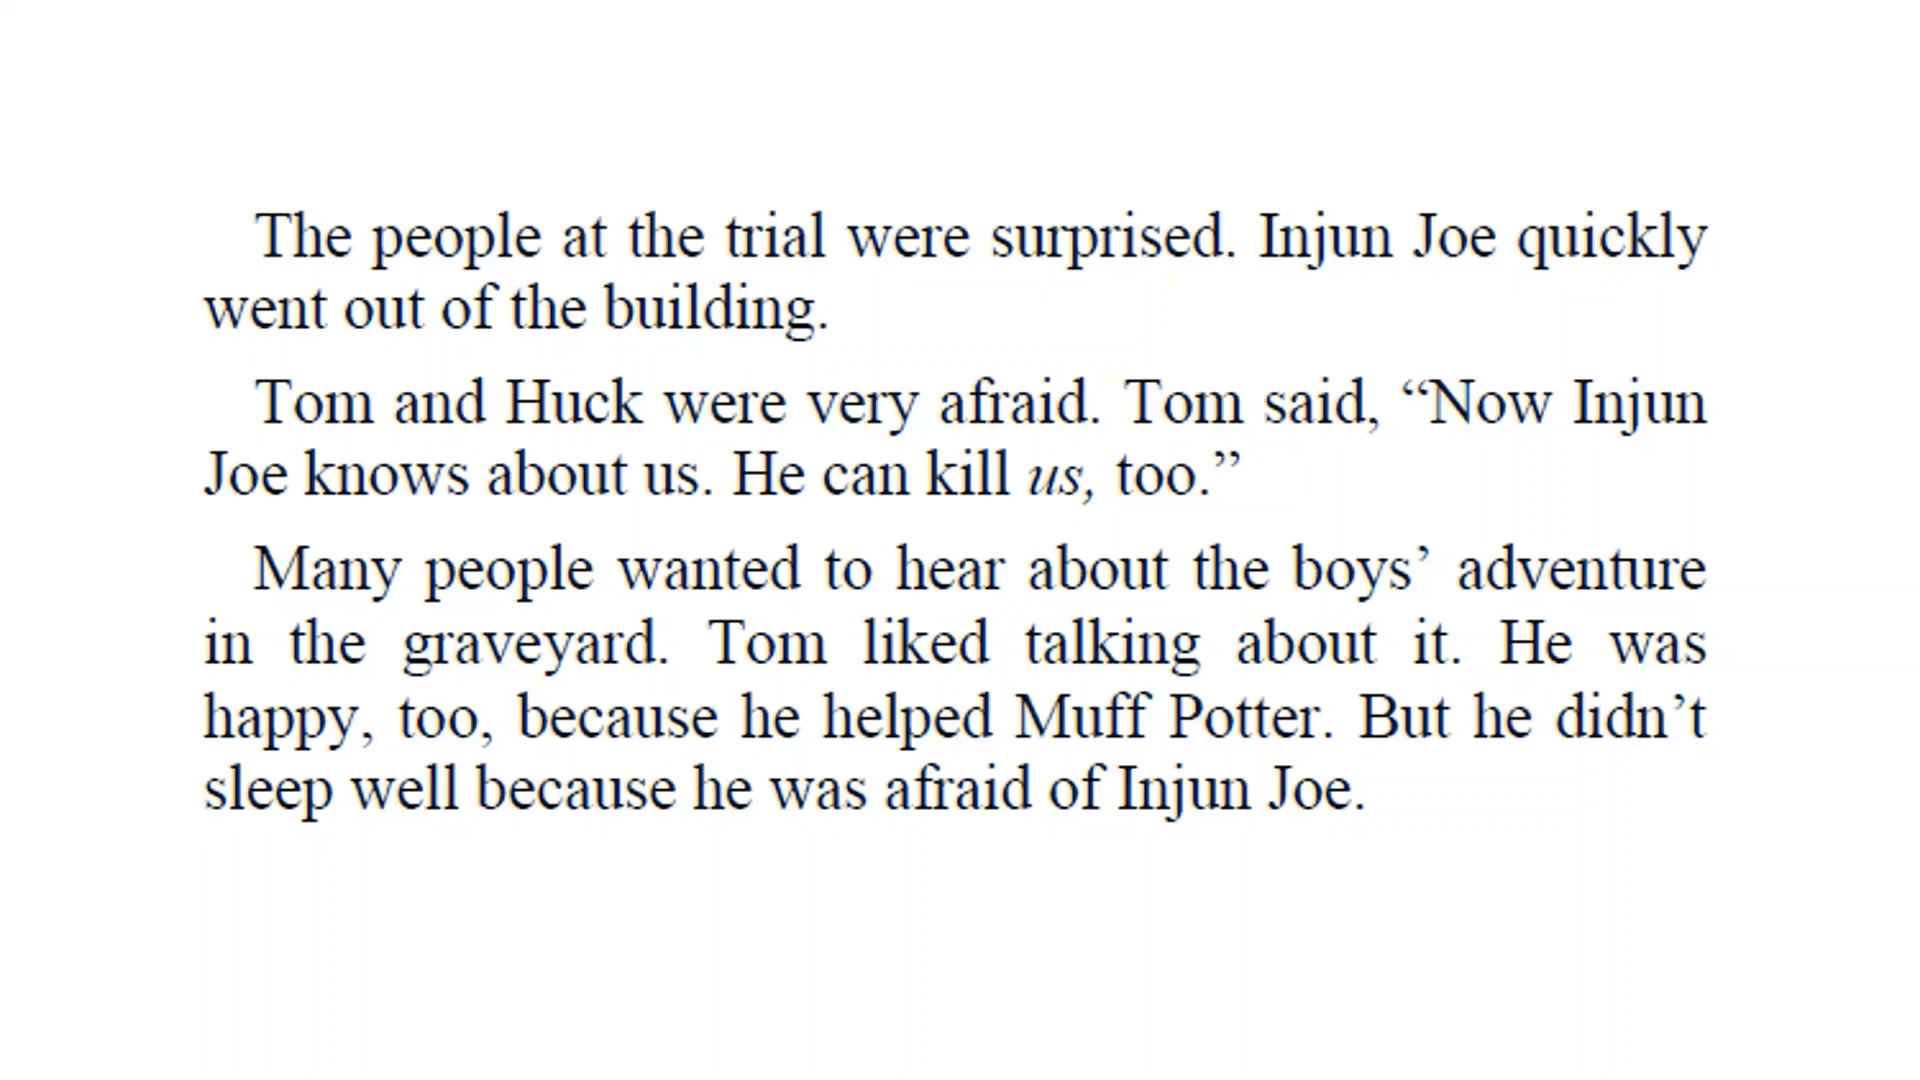 The people at the trial were surprised. Injun Joe quickly
went out of the building.
Tom and Huck were very afraid. Tom said, “Now Injun
Joe knows about us. He can kill us, too.”
Many people wanted to hear about the boys’ adventure
in the graveyard. Tom liked talking about it. He was
happy, too, because he helped Muff Potter. But he didn’t
sleep well because he was afraid of Injun Joe.